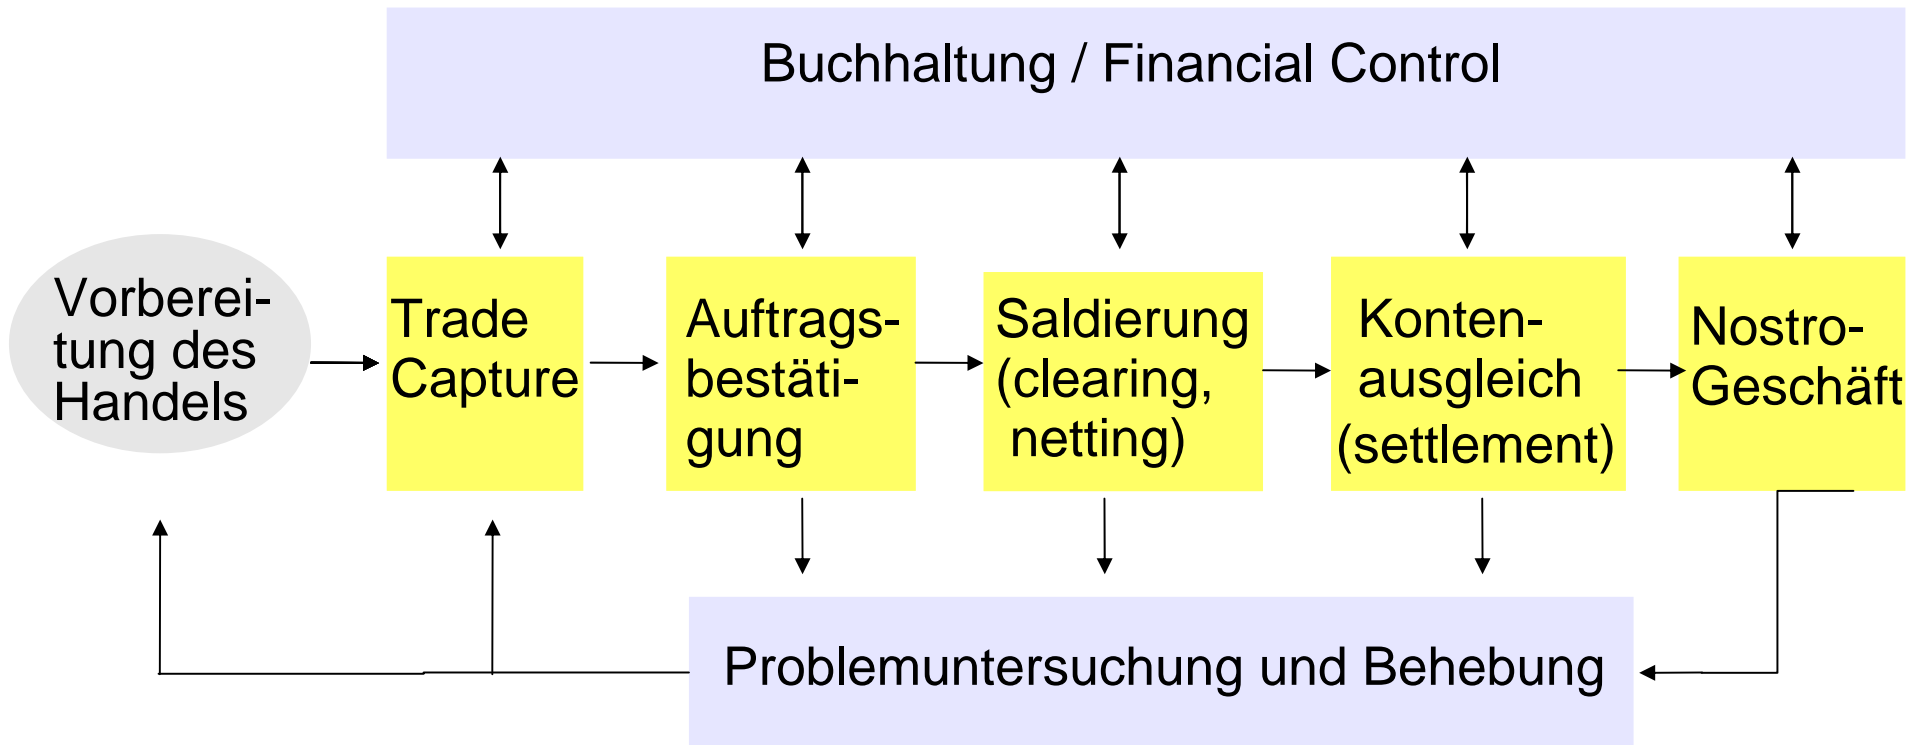 Buchhaltung / Financial Control
Vorberei-
tung des
Handels
Trade
Capture
Auftrags-
bestäti-
gung
Saldierung
(clearing,
netting)
Konten-
ausgleich
(settlement)
Nostro-
Geschäft
Problemuntersuchung und Behebung